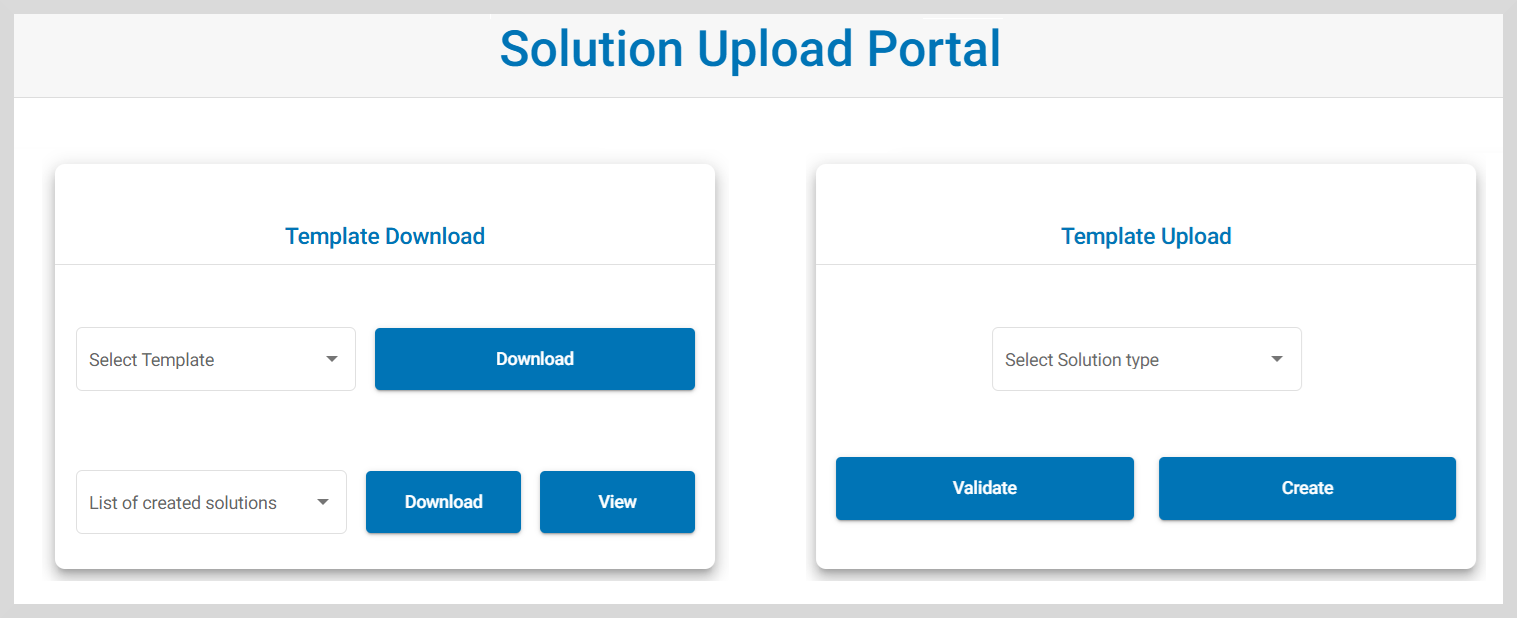 Solution Upload Portal
Template Download
Select Template
Download
List of created solutions
Download
View
Template Upload
Select Solution type
Validate
Create